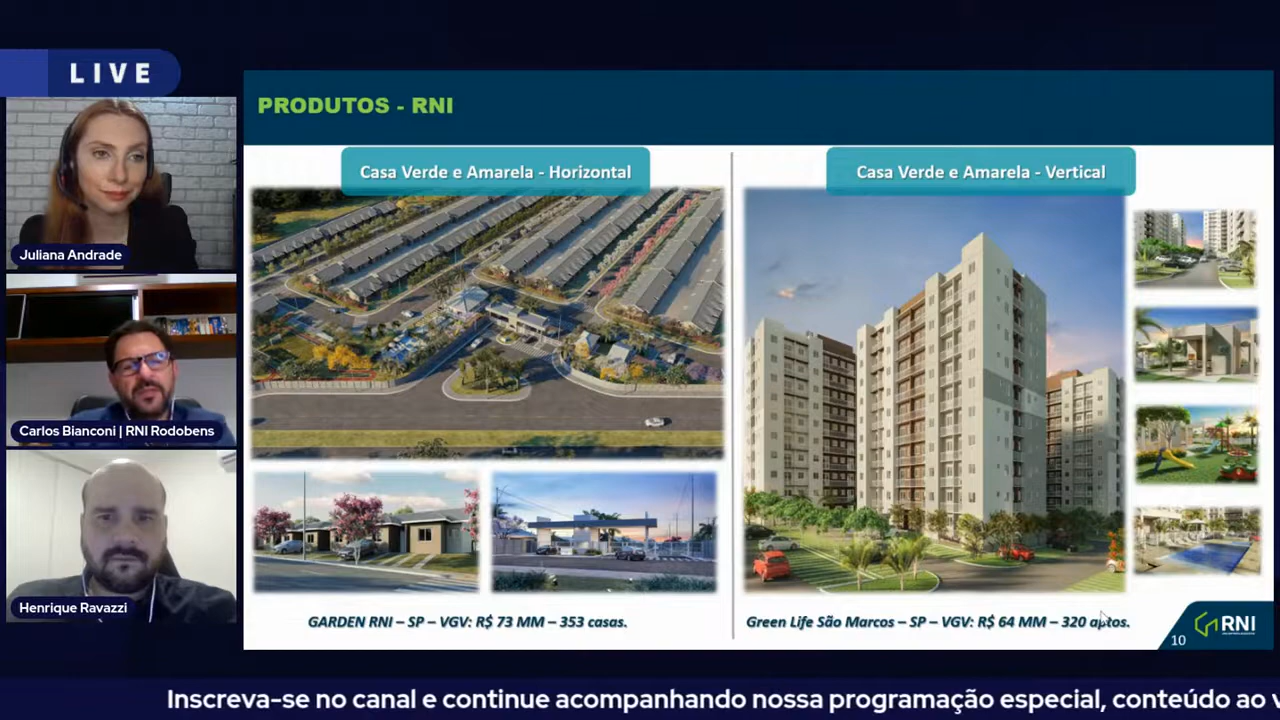 LIVE
PRODUTOS - RNI
Casa Verde e Amarela - Horizontal
Casa Verde e Amarela - Vertical
Juliana Andrade
Carlos Bianconi | RNI Rodobens
Henrique Ravazzi
GARDEN RNI – SP – VGV: R$ 73 MM – 353 casas.
Green Life São Marcos – SP – VGV: R$ 64 MM – 320 aptos.
10
RNI
Inscreva-se no canal e continue acompanhando nossa programação especial, conteúdo ao